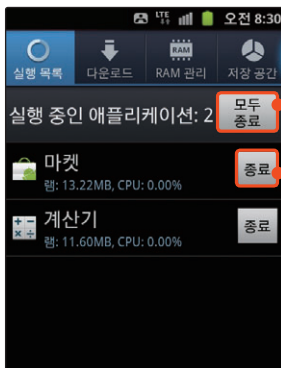 LTE 오전 8:30
실행 목록 다운로드 RAM 관리 저장 공간
RAM
실행 중인 애플리케이션: 2 모두 종료
마켓 종료
램: 13.22MB, CPU: 0.00%
계산기 종료
램: 11.60MB, CPU: 0.00%